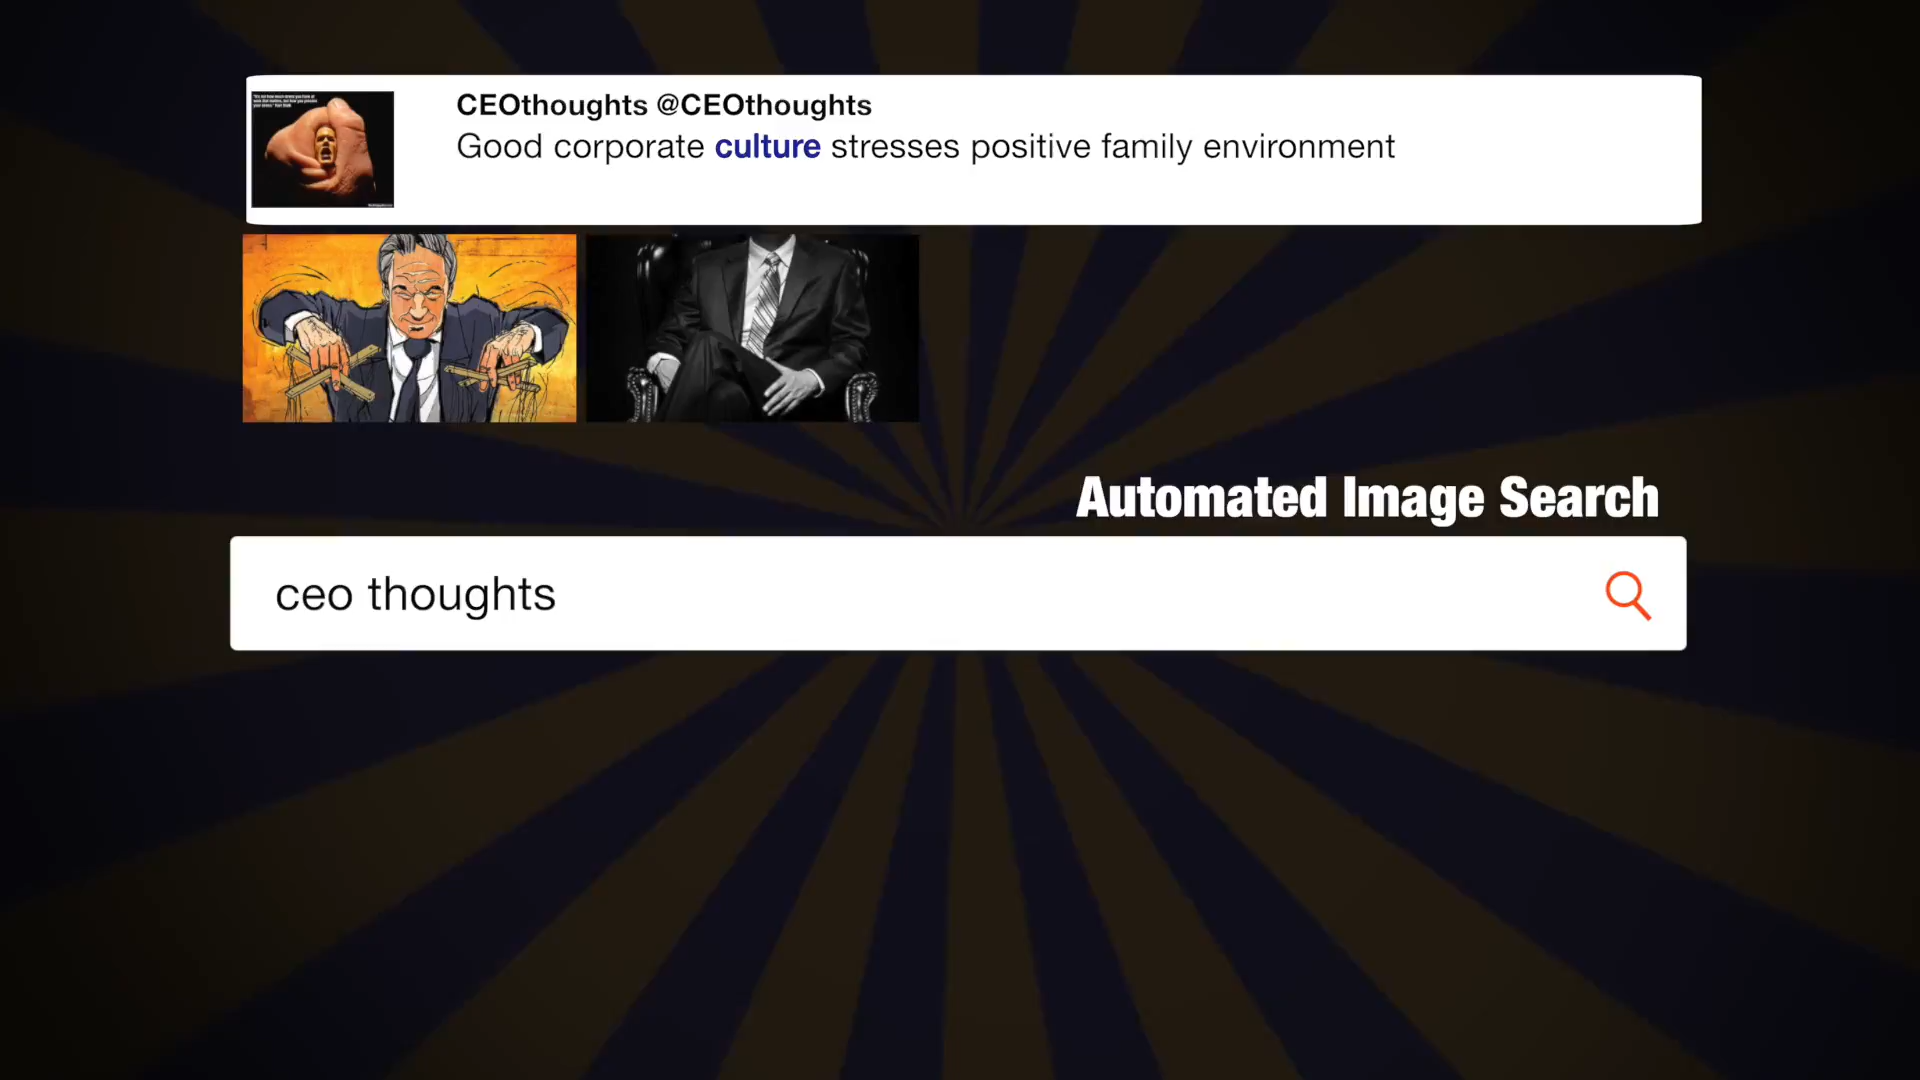 CEOthoughts @CEOthoughts
Good corporate culture stresses positive family environment
Automated Image Search
ceo thoughts